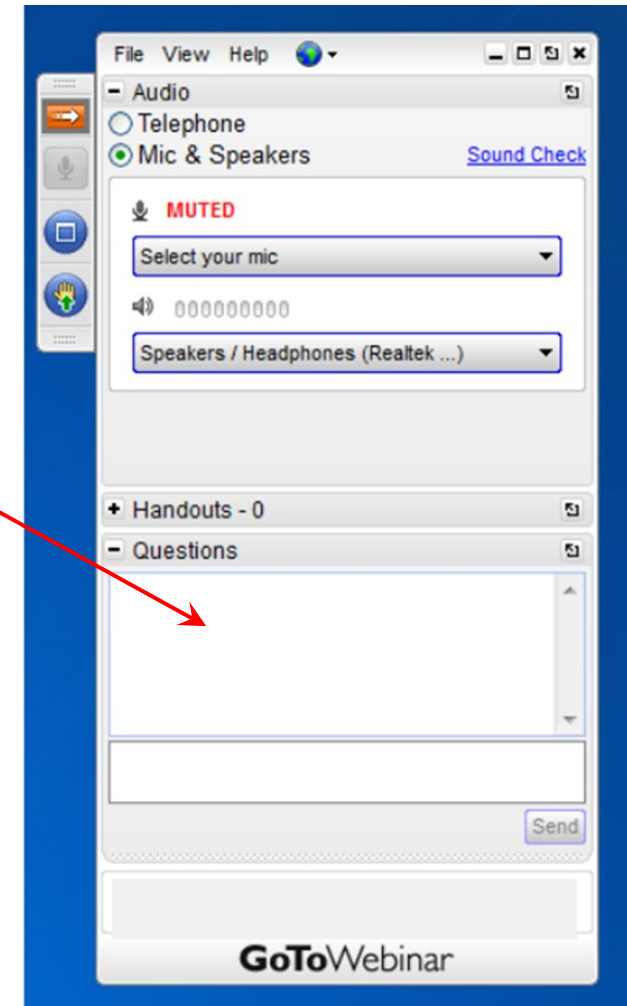 File View Help
Audio
Telephone
Mic & Speakers Sound Check
MUTED
Select your mic
000000000
Speakers / Headphones (Realtek ...)
Handouts - 0
Questions
Send
GoToWebinar